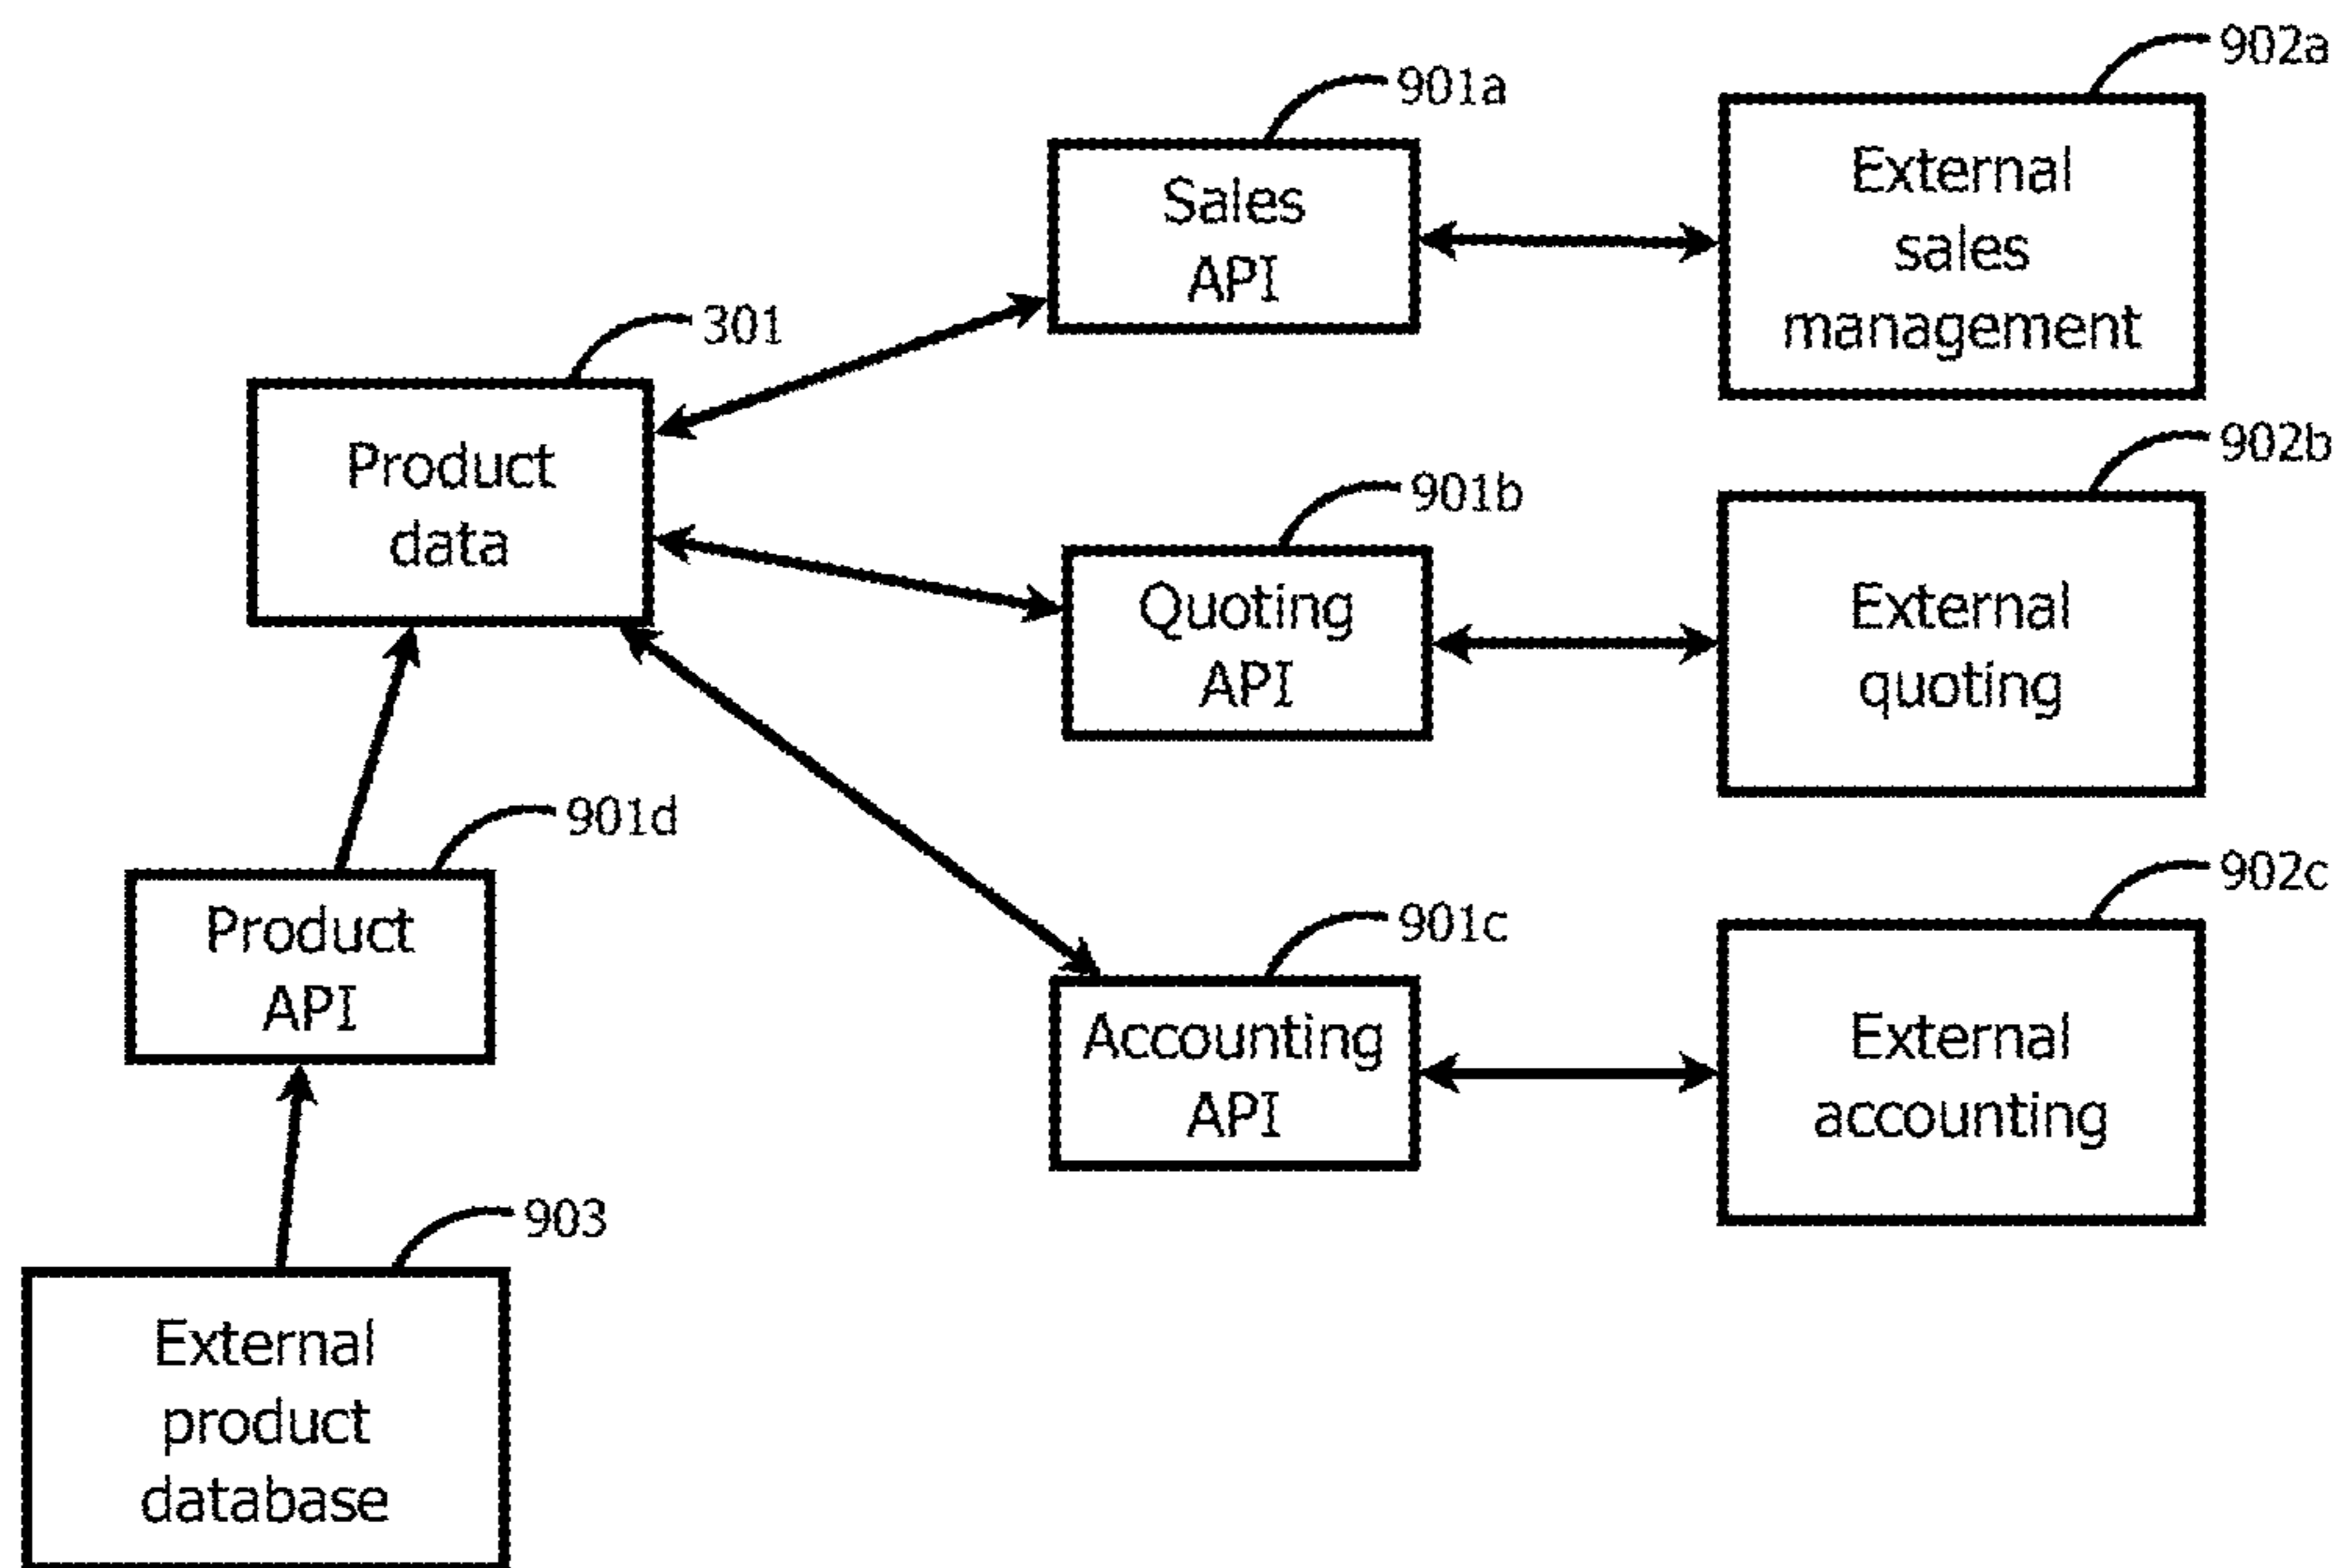 902a
901a
External
sales
management
Sales
API
301
Product
data
902b
901b
External
quoting
Quoting
API
901d
Product
API
902c
901c
External
accounting
Accounting
API
903
External
product
database